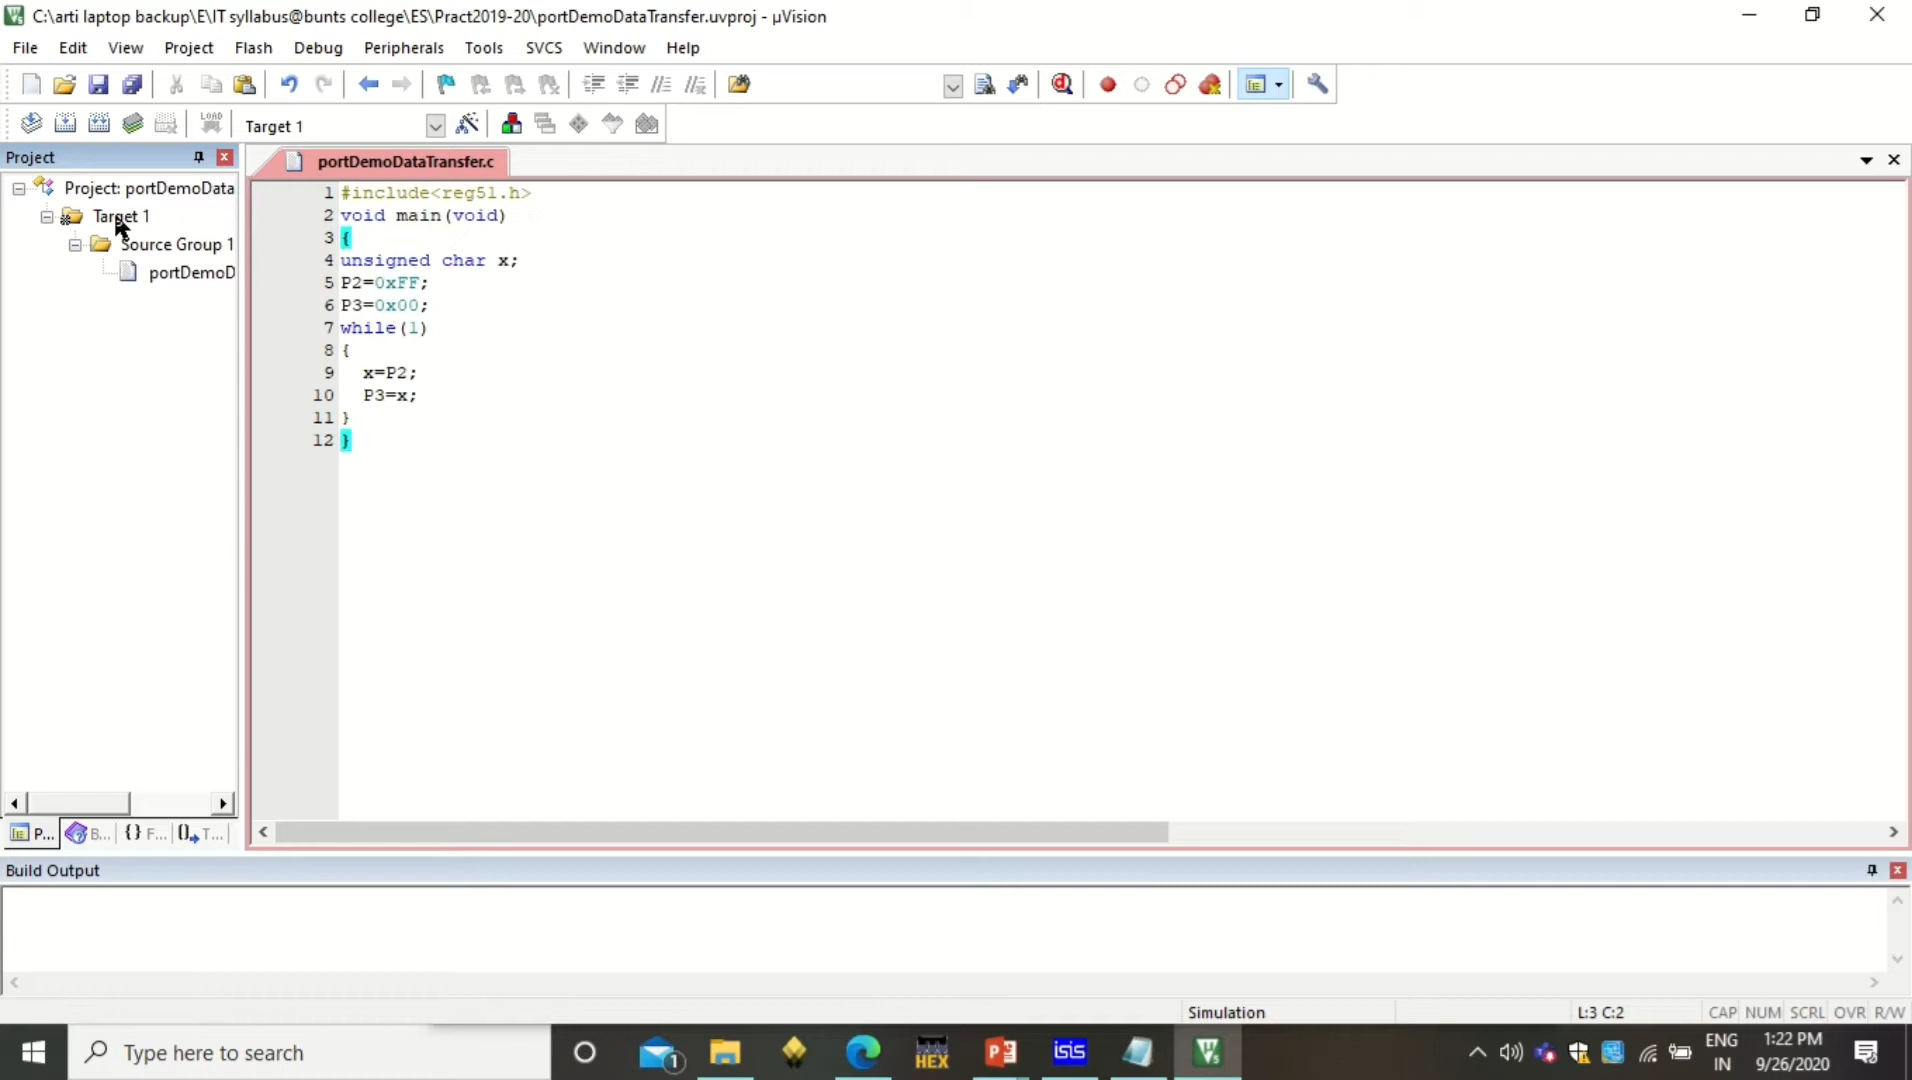 C:\arti laptop backup\E\IT syllabus@bunts college\ES\Pract2019-20\portDemoDataTransfer.uvproj - µVision
File Edit View Project Flash Debug Peripherals Tools SVCS Window Help
LOAD Target 1
Project
portDemoDataTransfer.c
Project: portDemoData
Target 1
Source Group 1
portDemoD
1 #include<reg51.h>
2 void main(void)
3 {
4 unsigned char x;
5 P2=0xFF;
6 P3=0x00;
7 while(1)
8 {
9 x=P2;
10 P3=x;
11 }
12 }
P... B... {} F... () T...
Build Output
Simulation L:3 C:2 CAP NUM SCRL OVR R/W
Type here to search 1 HEX isis ENG IN 1:22 PM 9/26/2020